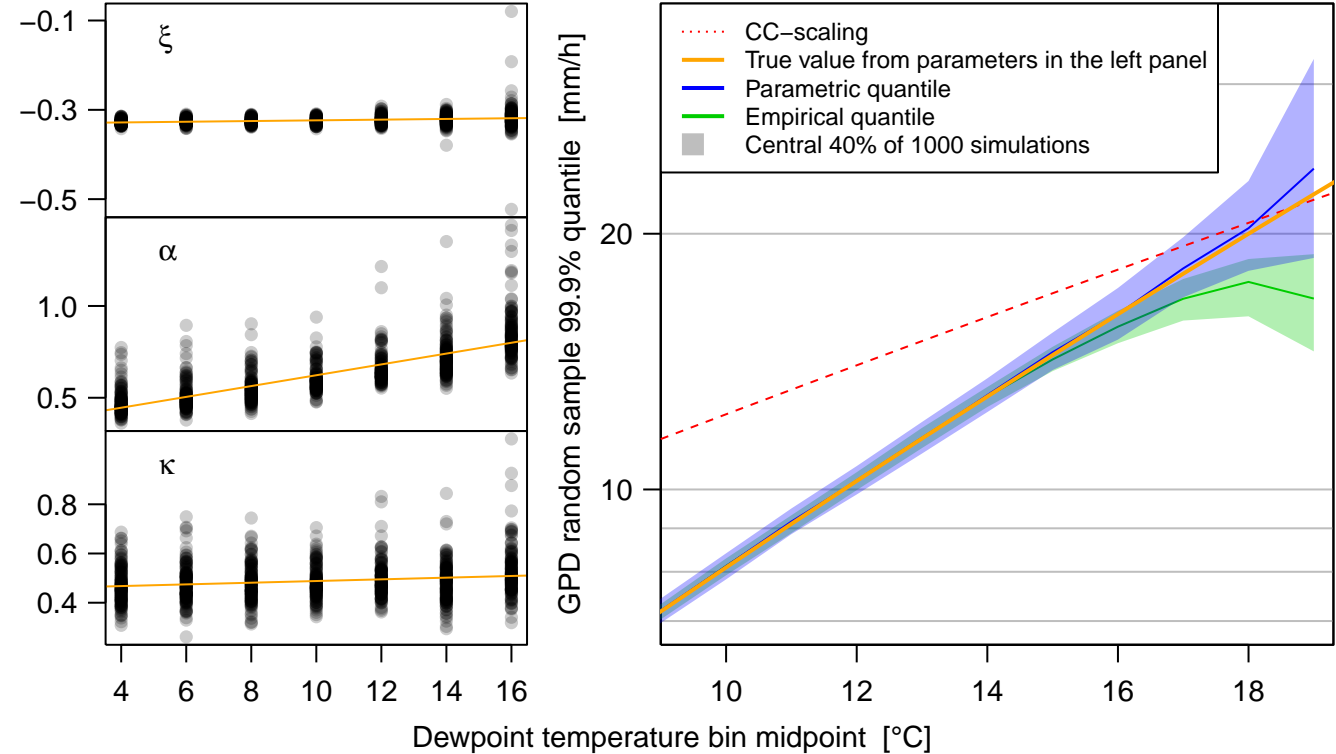 −0.1
−0.3
−0.5
ξ
1.0
0.5
α
0.8
0.6
0.4
κ
4 6 8 10 12 14 16
GPD random sample 99.9% quantile [mm/h]
CC−scaling
True value from parameters in the left panel
Parametric quantile
Empirical quantile
Central 40% of 1000 simulations
20
10
10 12 14 16 18
Dewpoint temperature bin midpoint [°C]